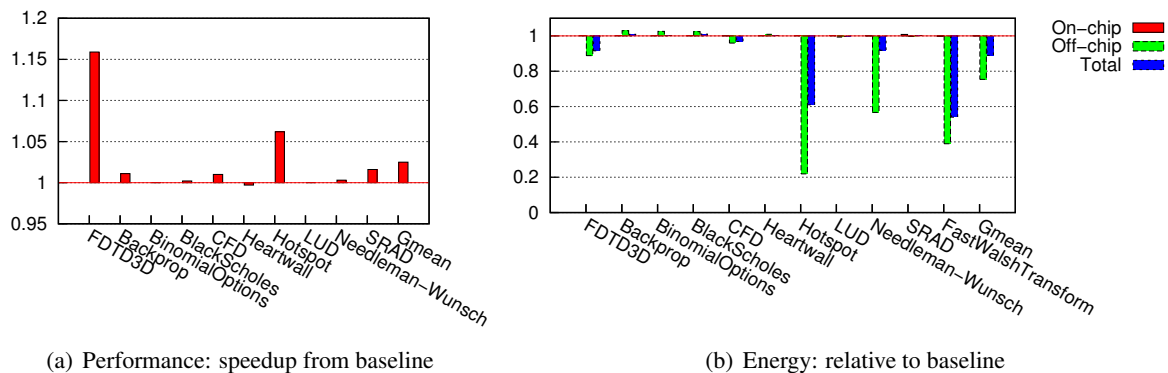 1.2
1.15
1.1
1.05
1
0.95
FDTD3D
Backprop
BinomialOptions
BlackScholes
CFD
Heartwall
Hotspot
LUD
Needleman-Wunsch
SRAD
Gmean
(a) Performance: speedup from baseline
1
0.8
0.6
0.4
0.2
0
FDTD3D
Backprop
BinomialOptions
BlackScholes
CFD
Heartwall
Hotspot
LUD
Needleman-Wunsch
SRAD
FastWalshTransform
Gmean
On-chip
Off-chip
Total
(b) Energy: relative to baseline